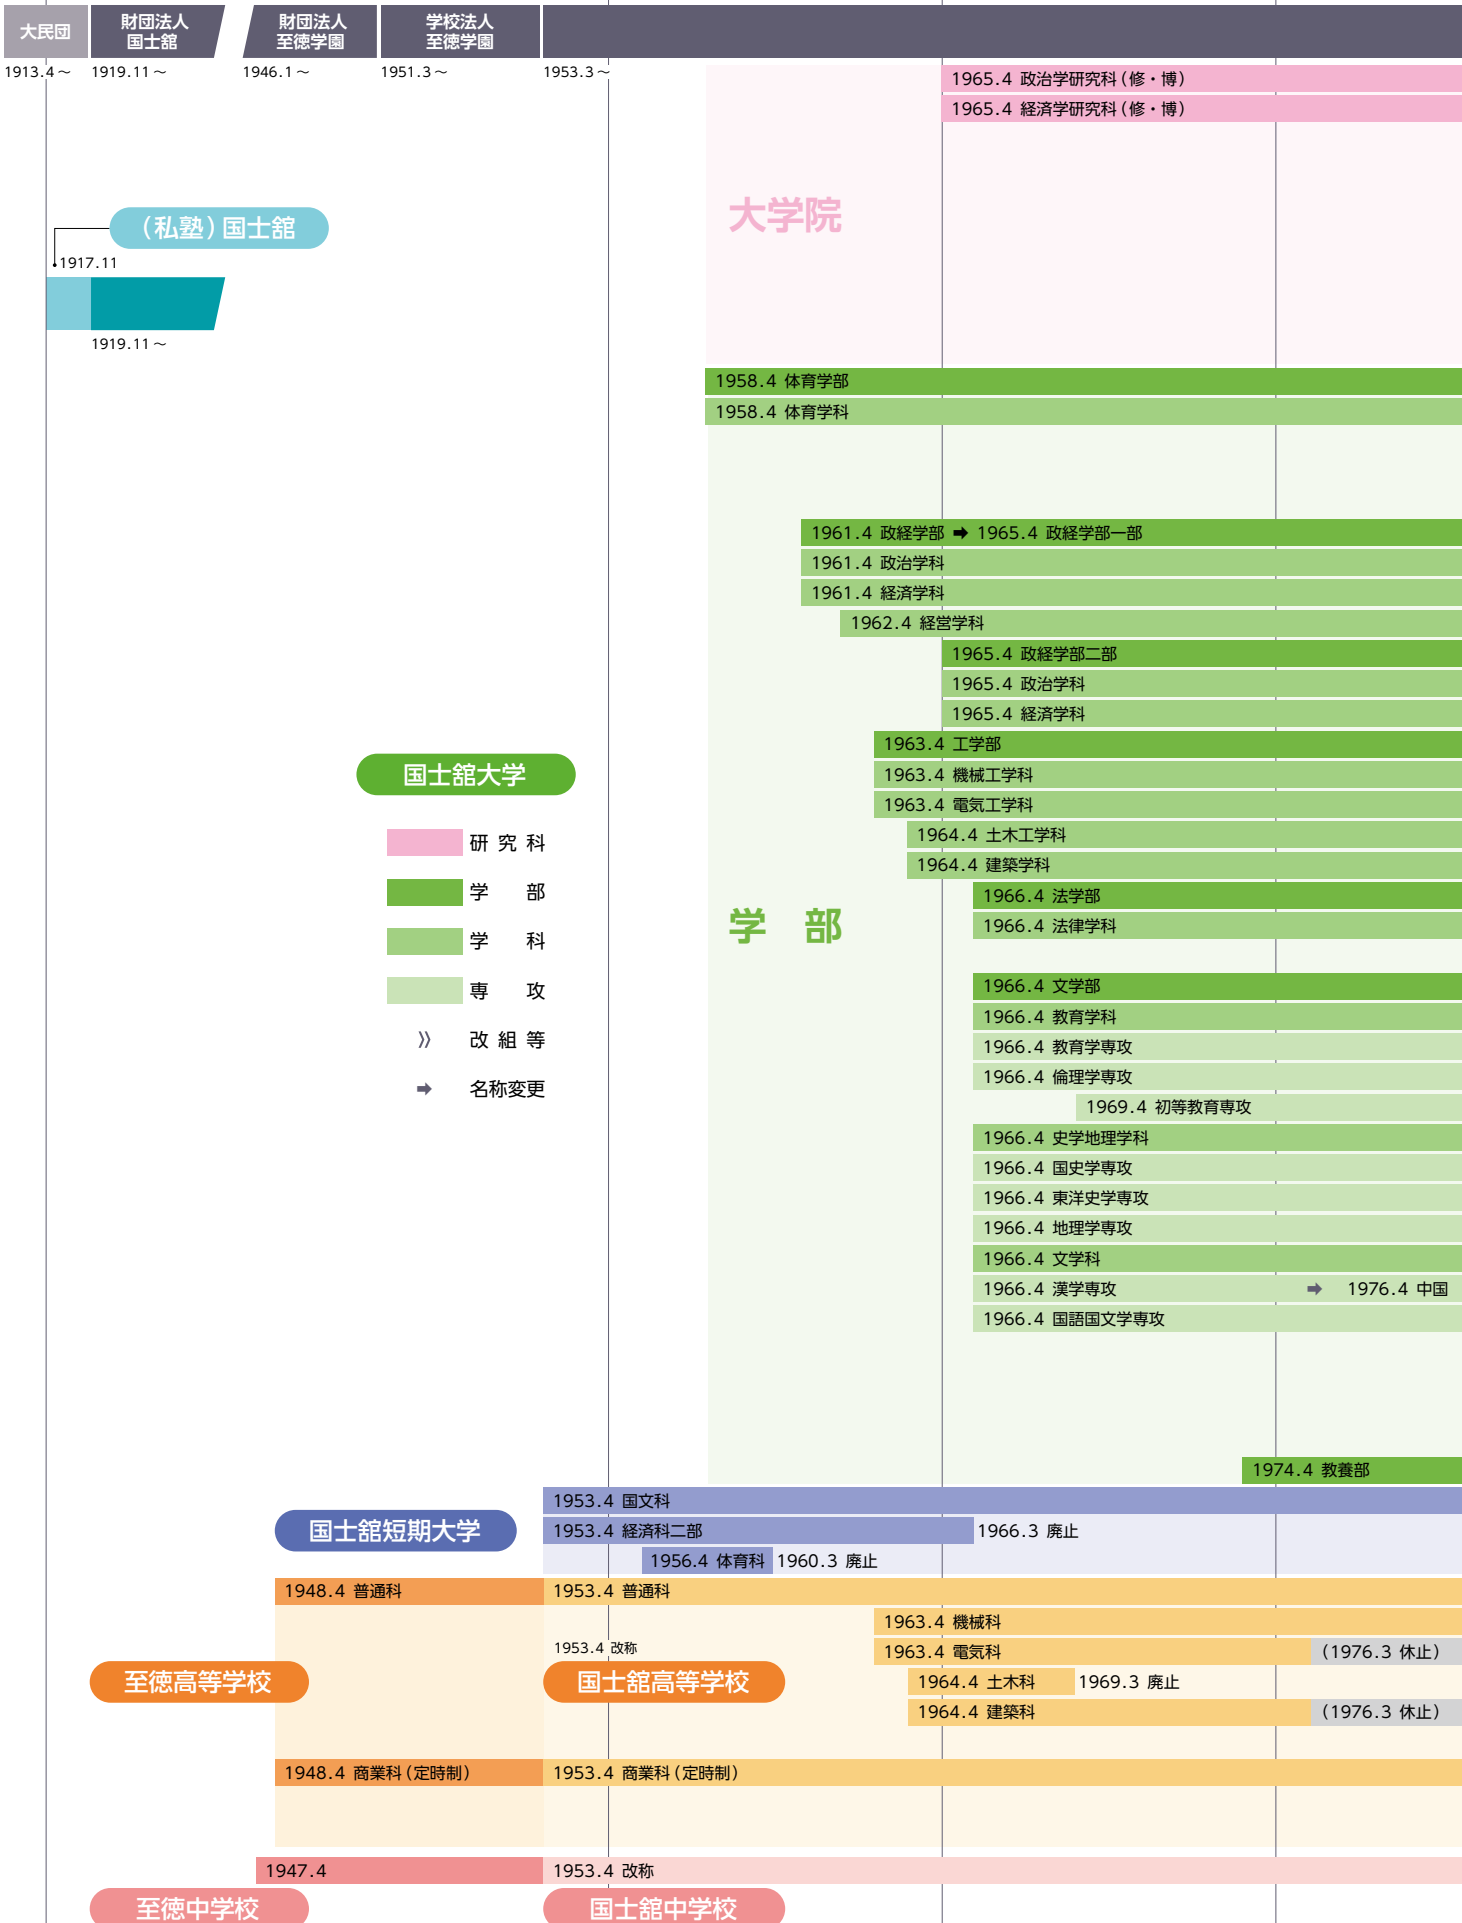 大民団
財団法人
国士舘
財団法人
至徳学園
学校法人
至徳学園
1913.4～
1919.11～
1946.1～
1951.3～
1953.3～
1965.4 政治学研究科（修・博）
1965.4 経済学研究科（修・博）
大学院
（私塾）国士舘
1917.11
1919.11～
1958.4 体育学部
1958.4 体育学科
1961.4 政経学部 ➡ 1965.4 政経学部一部
1961.4 政治学科
1961.4 経済学科
1962.4 経営学科
1965.4 政経学部二部
1965.4 政治学科
1965.4 経済学科
1963.4 工学部
1963.4 機械工学科
1963.4 電気工学科
1964.4 土木工学科
1964.4 建築学科
1966.4 法学部
1966.4 法律学科
学 部
国士舘大学
研究科
学 部
学 科
専 攻
》 改組等
➡ 名称変更
1966.4 文学部
1966.4 教育学科
1966.4 教育学専攻
1966.4 倫理学専攻
1969.4 初等教育専攻
1966.4 史学地理学科
1966.4 国史学専攻
1966.4 東洋史学専攻
1966.4 地理学専攻
1966.4 文学科
1966.4 漢学専攻 ➡ 1976.4 中国
1966.4 国語国文学専攻
1974.4 教養部
国士舘短期大学
1953.4 国文科
1953.4 経済科二部 1966.3 廃止
1956.4 体育科 1960.3 廃止
1948.4 普通科 1953.4 普通科
1963.4 機械科
1953.4 改称
1963.4 電気科 （1976.3 休止）
至徳高等学校
国士舘高等学校
1964.4 土木科 1969.3 廃止
1964.4 建築科 （1976.3 休止）
1948.4 商業科（定時制） 1953.4 商業科（定時制）
1947.4 1953.4 改称
至徳中学校
国士舘中学校